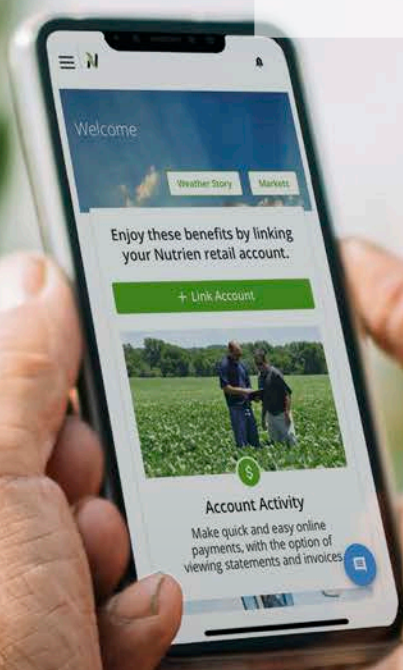 N
Welcome
Weather Story Markets
Enjoy these benefits by linking
your Nutrien retail account.
+ Link Account
$
Account Activity
Make quick and easy online
payments, with the option of
viewing statements and invoices